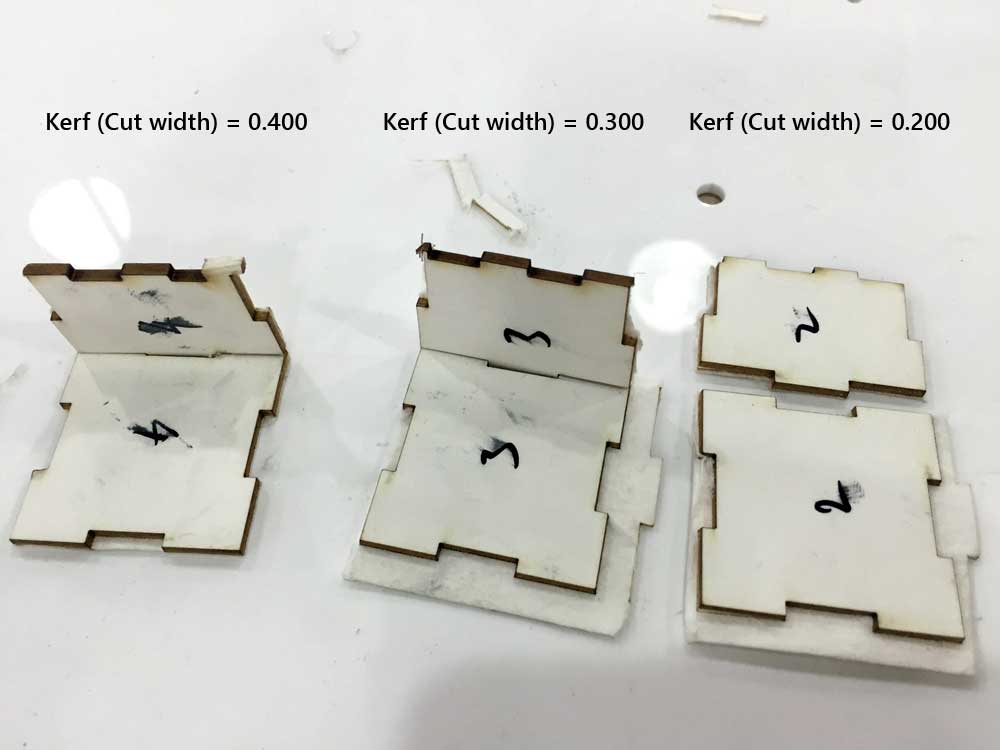 Kerf (Cut width) = 0.400
Kerf (Cut width) = 0.300
Kerf (Cut width) = 0.200
4
3
2
4
3
2